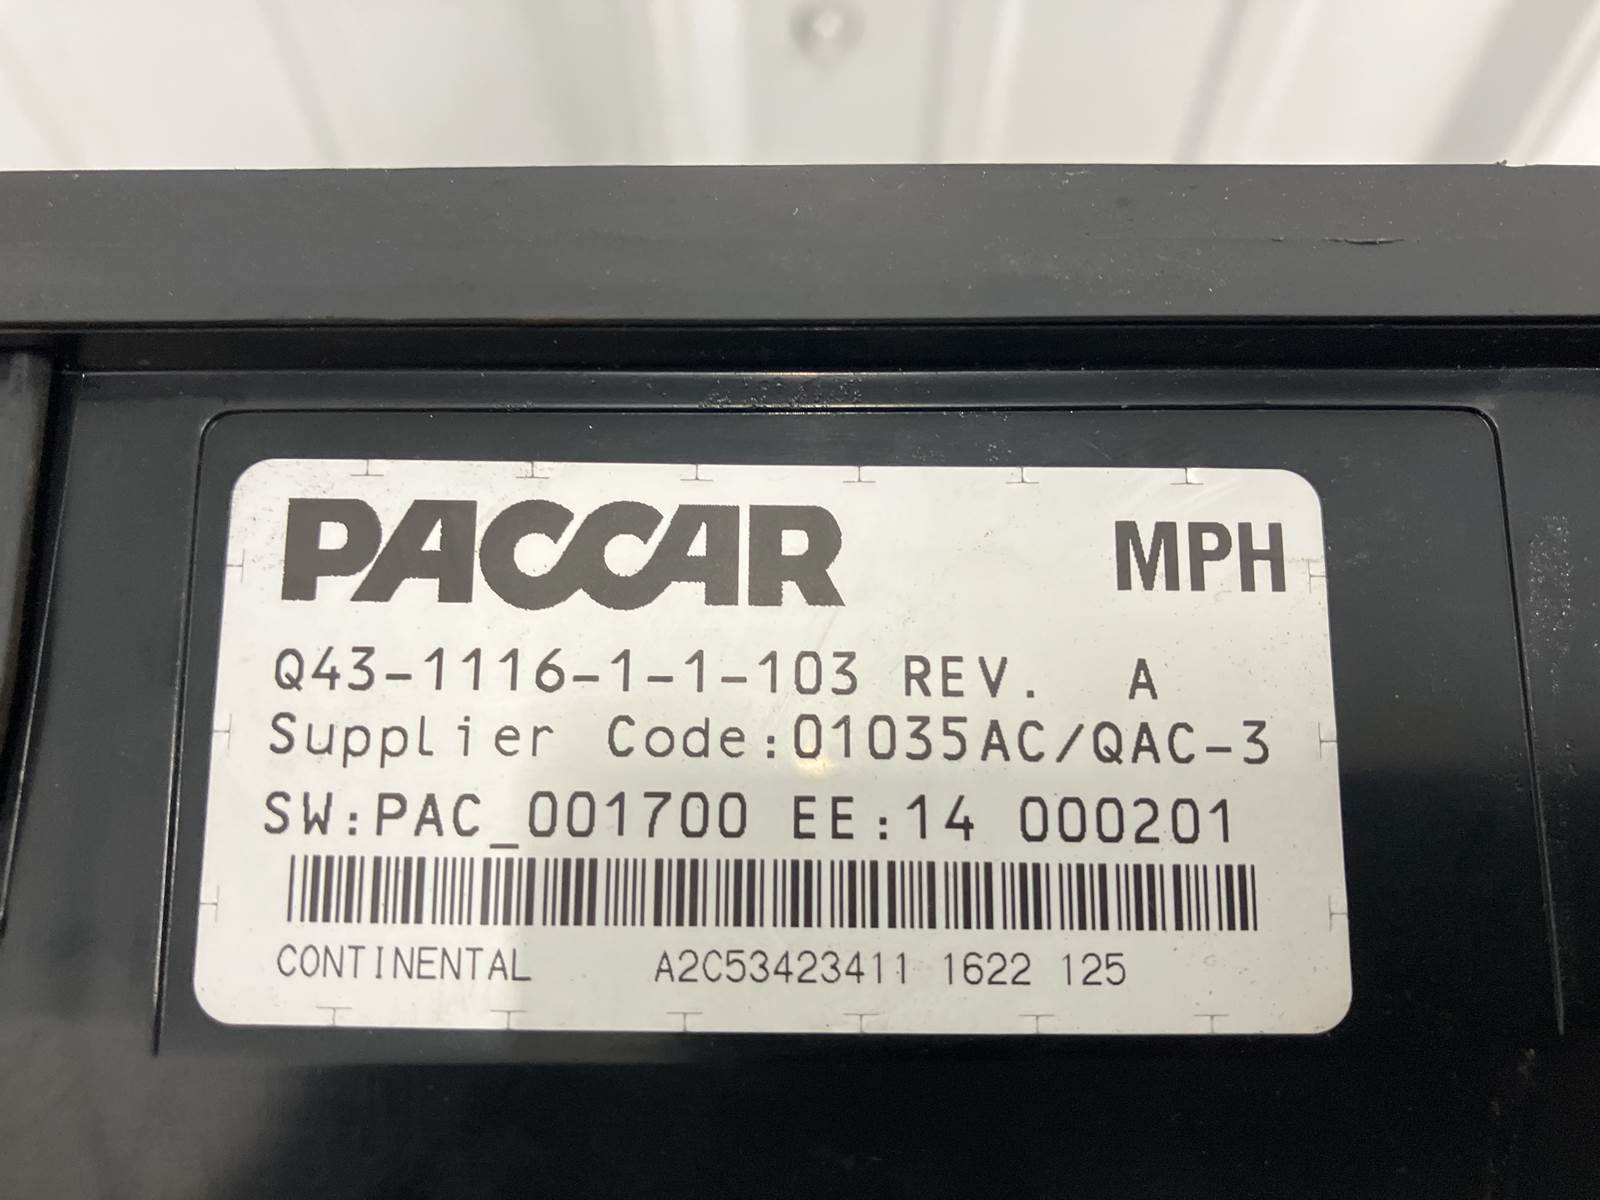 PACCAR MPH
Q43-1116-1-1-103 REV. A
Supplier Code:01035AC/QAC-3
SW:PAC_001700 EE:14 000201
CONTINENTAL A2C53423411 1622 125